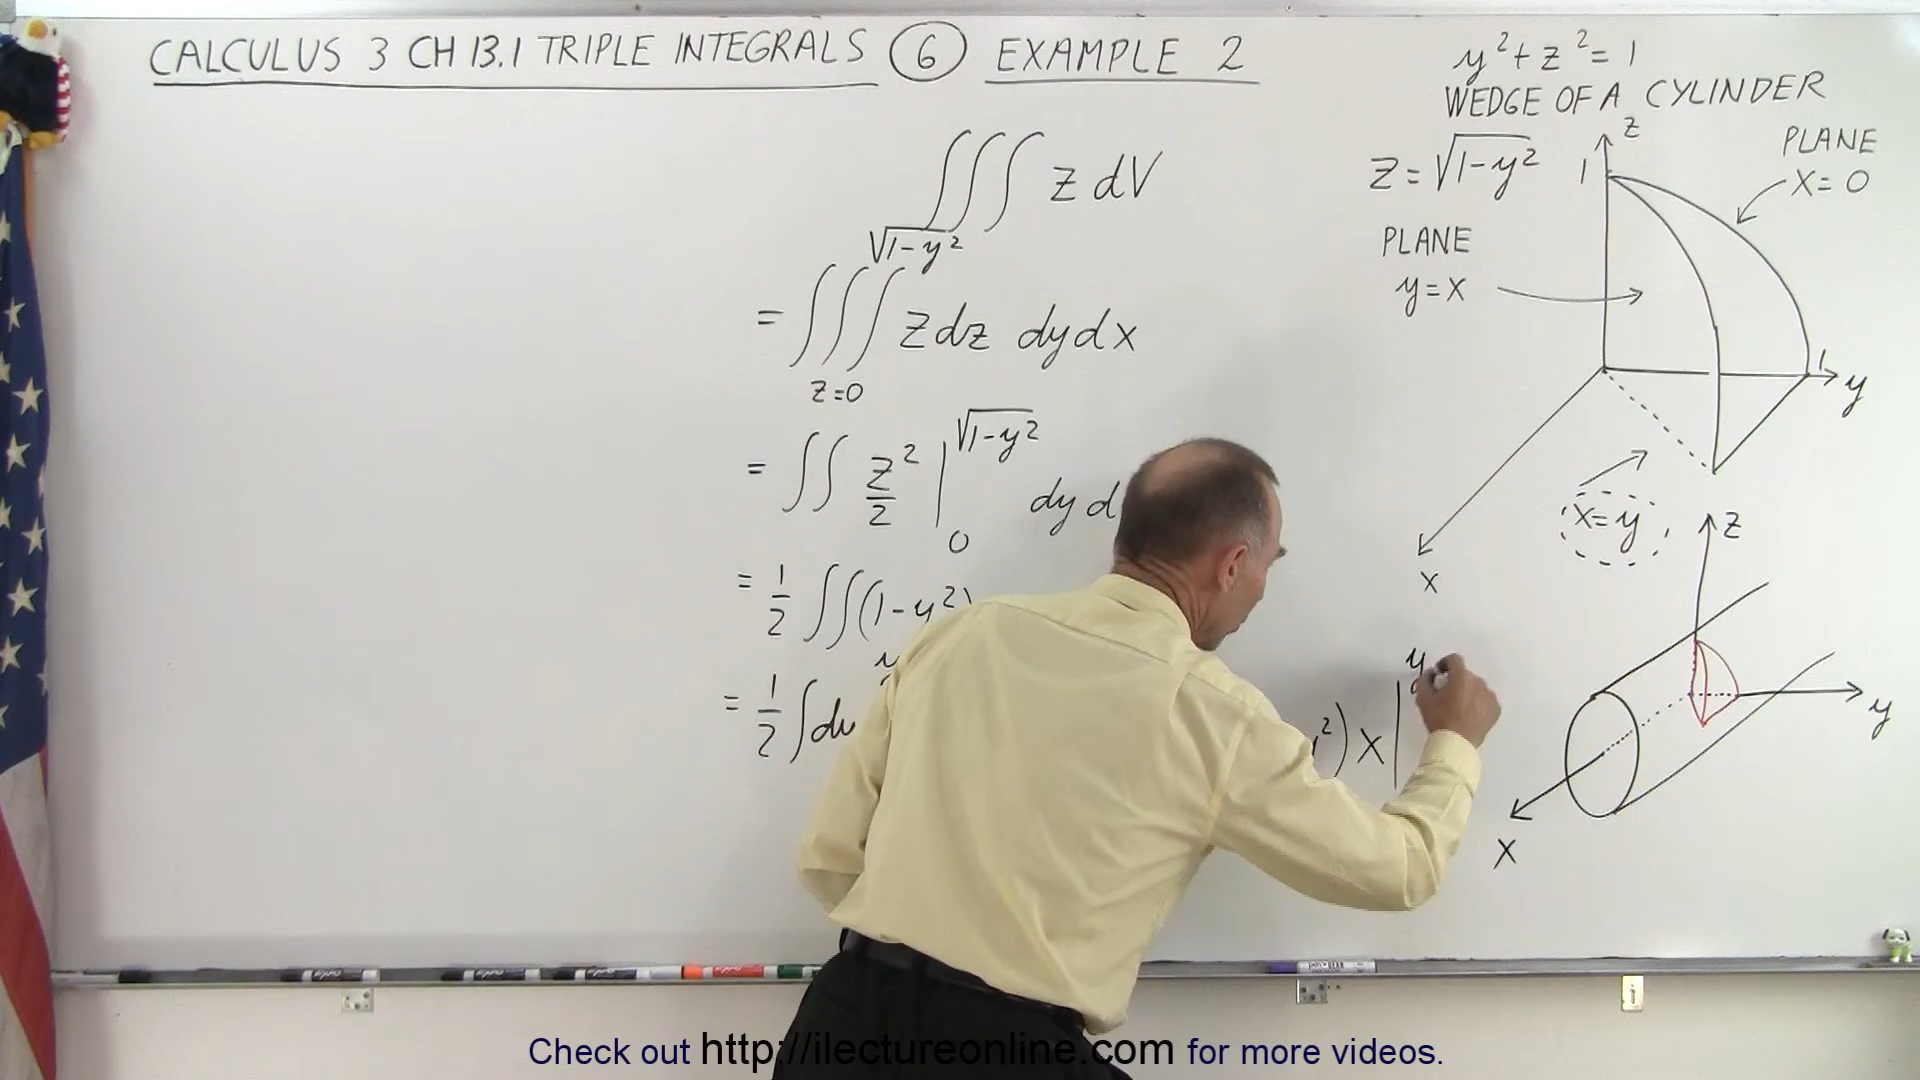 CALCULUS 3 CH 13.1 TRIPLE INTEGRALS ⑥ EXAMPLE 2
∫∫∫ z dV
= ∫∫∫_{z=0}^{√1-y²} z dz dy dx
= ∫∫ z²/2 |_0^{√1-y²} dy d
= 1/2 ∫∫ (1-y²)
= 1/2 ∫ dy
²) x |^y
y² + z² = 1
WEDGE OF A CYLINDER
z = √1-y²
PLANE
y = x
PLANE
x = 0
z
1
1
y
x = y
x
z
y
x
Check out http://ilectureonline.com for more videos.